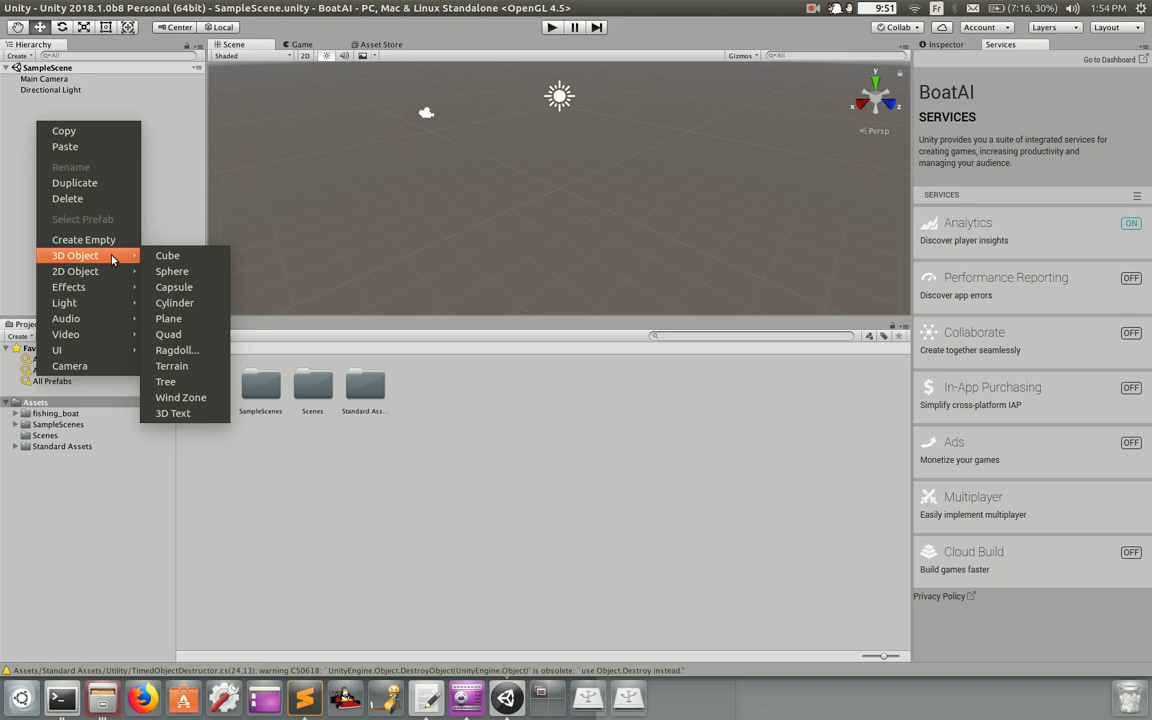 Unity - Unity 2018.1.0b8 Personal (64bit) - SampleScene.unity - BoatAI - PC, Mac & Linux Standalone <OpenGL 4.5>
9:51
Fr
(7:16, 30%)
1:54 PM
Center
Local
Collab
Account
Layers
Layout
Hierarchy
Scene
Game
Asset Store
Inspector
Services
Create
All
Shaded
2D
Gizmos
All
Go to Dashboard
SampleScene
Main Camera
Directional Light
y
x
z
Persp
BoatAI
SERVICES
Unity provides you a suite of integrated services for
creating games, increasing productivity and
managing your audience.
SERVICES
Analytics
ON
Discover player insights
Performance Reporting
OFF
Discover app errors
Collaborate
OFF
Create together seamlessly
In-App Purchasing
OFF
Simplify cross-platform IAP
Ads
OFF
Monetize your games
Multiplayer
Easily implement multiplayer
Cloud Build
OFF
Build games faster
Privacy Policy
Copy
Paste
Rename
Duplicate
Delete
Select Prefab
Create Empty
3D Object
2D Object
Effects
Light
Audio
Video
UI
Camera
Cube
Sphere
Capsule
Cylinder
Plane
Quad
Ragdoll...
Terrain
Tree
Wind Zone
3D Text
Create
All Prefabs
Assets
fishing_boat
SampleScenes
Scenes
Standard Assets
SampleScenes
Scenes
Standard Ass...
Assets/Standard Assets/Utility/TimedObjectDestructor.cs(24,13): warning CS0618: `UnityEngine.Object.DestroyObject(UnityEngine.Object)' is obsolete: `use Object.Destroy instead.'